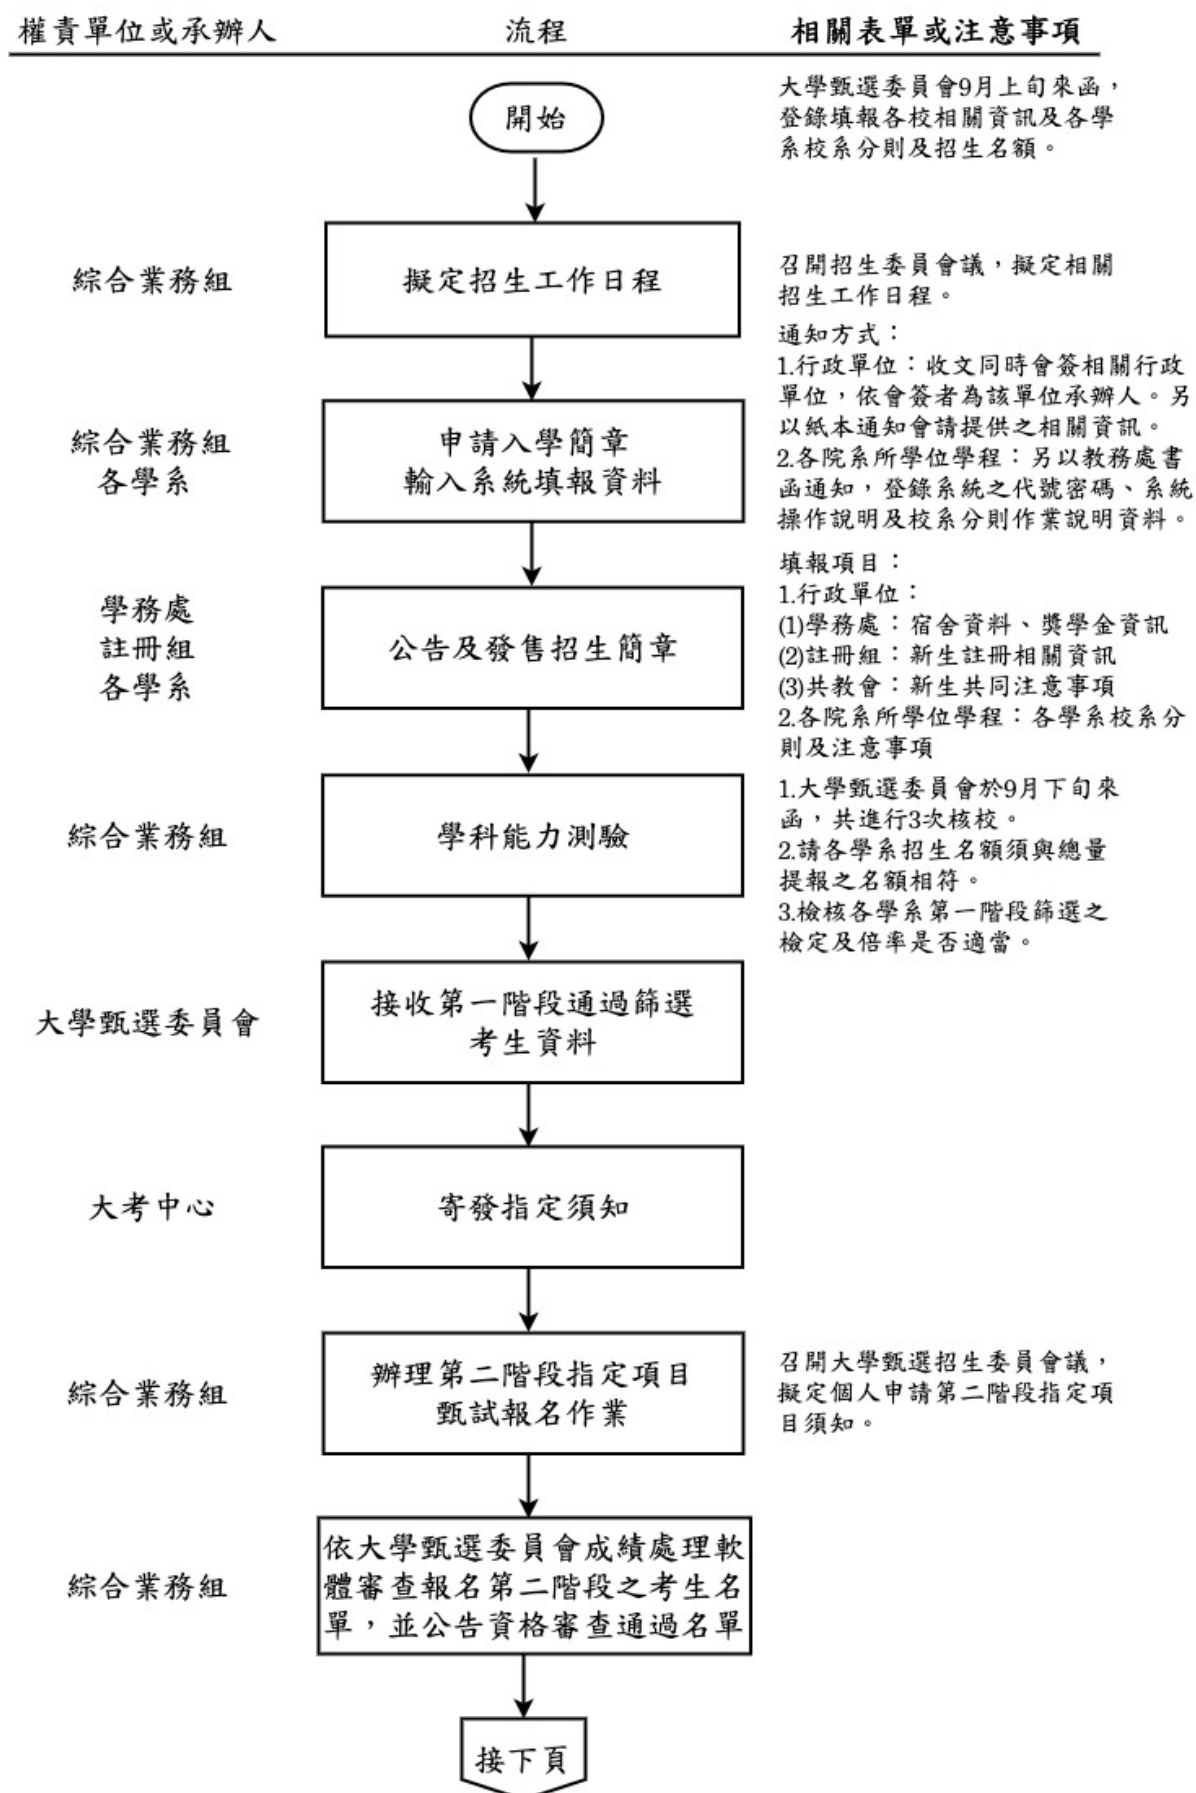 權責單位或承辦人 流程 相關表單或注意事項
開始
大學甄選委員會9月上旬來函，
登錄填報各校相關資訊及各學
系校系分則及招生名額。
綜合業務組
擬定招生工作日程
召開招生委員會議，擬定相關
招生工作日程。
通知方式：
1.行政單位：收文同時會簽相關行政
單位，依會簽者為該單位承辦人。另
以紙本通知會請提供之相關資訊。
2.各院系所學位學程：另以教務處書
函通知，登錄系統之代號密碼、系統
操作說明及校系分則作業說明資料。
綜合業務組
各學系
申請入學簡章
輸入系統填報資料
學務處
註冊組
各學系
公告及發售招生簡章
填報項目：
1.行政單位：
(1)學務處：宿舍資料、獎學金資訊
(2)註冊組：新生註冊相關資訊
(3)共教會：新生共同注意事項
2.各院系所學位學程：各學系校系分
則及注意事項
綜合業務組
學科能力測驗
1.大學甄選委員會於9月下旬來
函，共進行3次核校。
2.請各學系招生名額須與總量
提報之名額相符。
3.檢核各學系第一階段篩選之
檢定及倍率是否適當。
大學甄選委員會
接收第一階段通過篩選
考生資料
大考中心
寄發指定須知
綜合業務組
辦理第二階段指定項目
甄試報名作業
召開大學甄選招生委員會議，
擬定個人申請第二階段指定項
目須知。
綜合業務組
依大學甄選委員會成績處理軟
體審查報名第二階段之考生名
單，並公告資格審查通過名單
接下頁